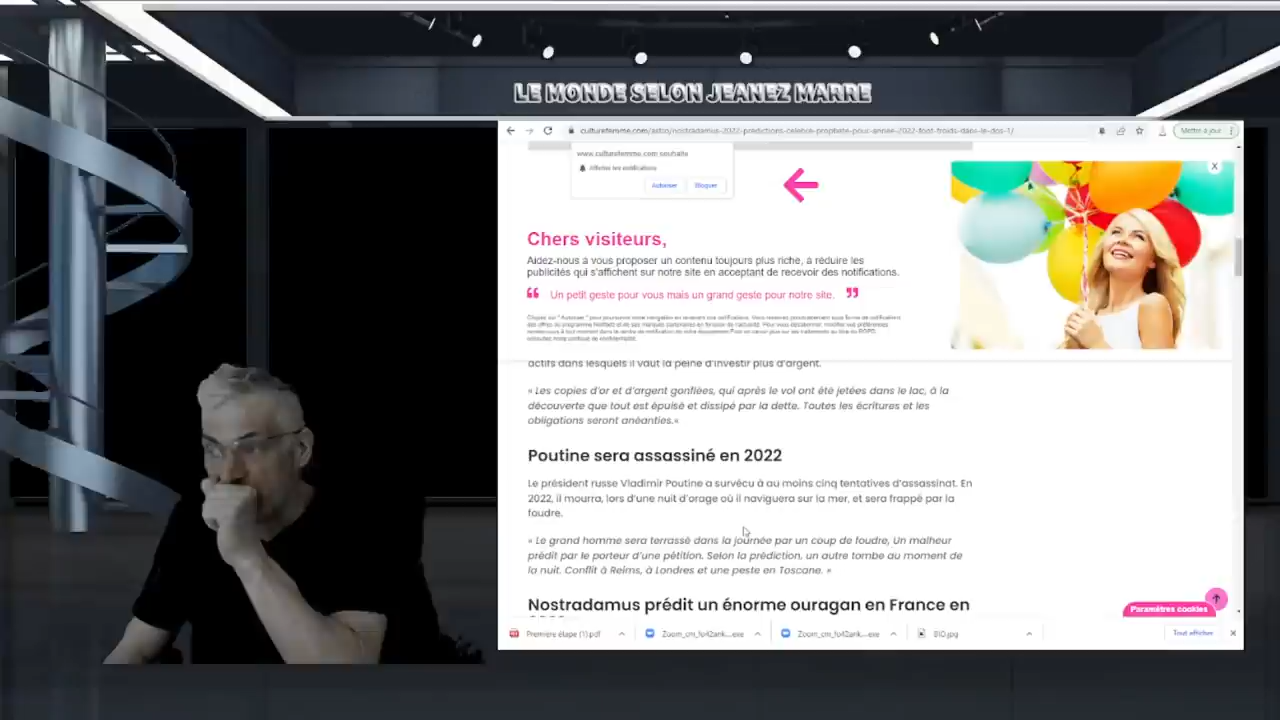 LE MONDE SELON JEANEZ MARRE
culturefemme.com/astro/nostradamus-2022-predictions-celebre-prophete-pour-annee-2022-font-froids-dans-le-dos-1/
Mettre à jour
www.culturefemme.com souhaite
Afficher les notifications
Autoriser Bloquer
X
Chers visiteurs,
Aidez-nous à vous proposer un contenu toujours plus riche, à réduire les
publicités qui s'affichent sur notre site en acceptant de recevoir des notifications.
Un petit geste pour vous mais un grand geste pour notre site.
actifs dans lesquels il vaut la peine d'investir plus d'argent.
« Les copies d'or et d'argent gonflées, qui après le vol ont été jetées dans le lac, à la
découverte que tout est épuisé et dissipé par la dette. Toutes les écritures et les
obligations seront anéanties.«
Poutine sera assassiné en 2022
Le président russe Vladimir Poutine a survécu à au moins cinq tentatives d'assassinat. En
2022, il mourra, lors d'une nuit d'orage où il naviguera sur la mer, et sera frappé par la
foudre.
« Le grand homme sera terrassé dans la journée par un coup de foudre, Un malheur
prédit par le porteur d'une pétition. Selon la prédiction, un autre tombe au moment de
la nuit. Conflit à Reims, à Londres et une peste en Toscane. »
Nostradamus prédit un énorme ouragan en France en
Paramètres cookies
Première étape (1).pdf
Zoom_cm_fo42ank....exe
Zoom_cm_fo42ank....exe
BIO.jpg
Tout afficher